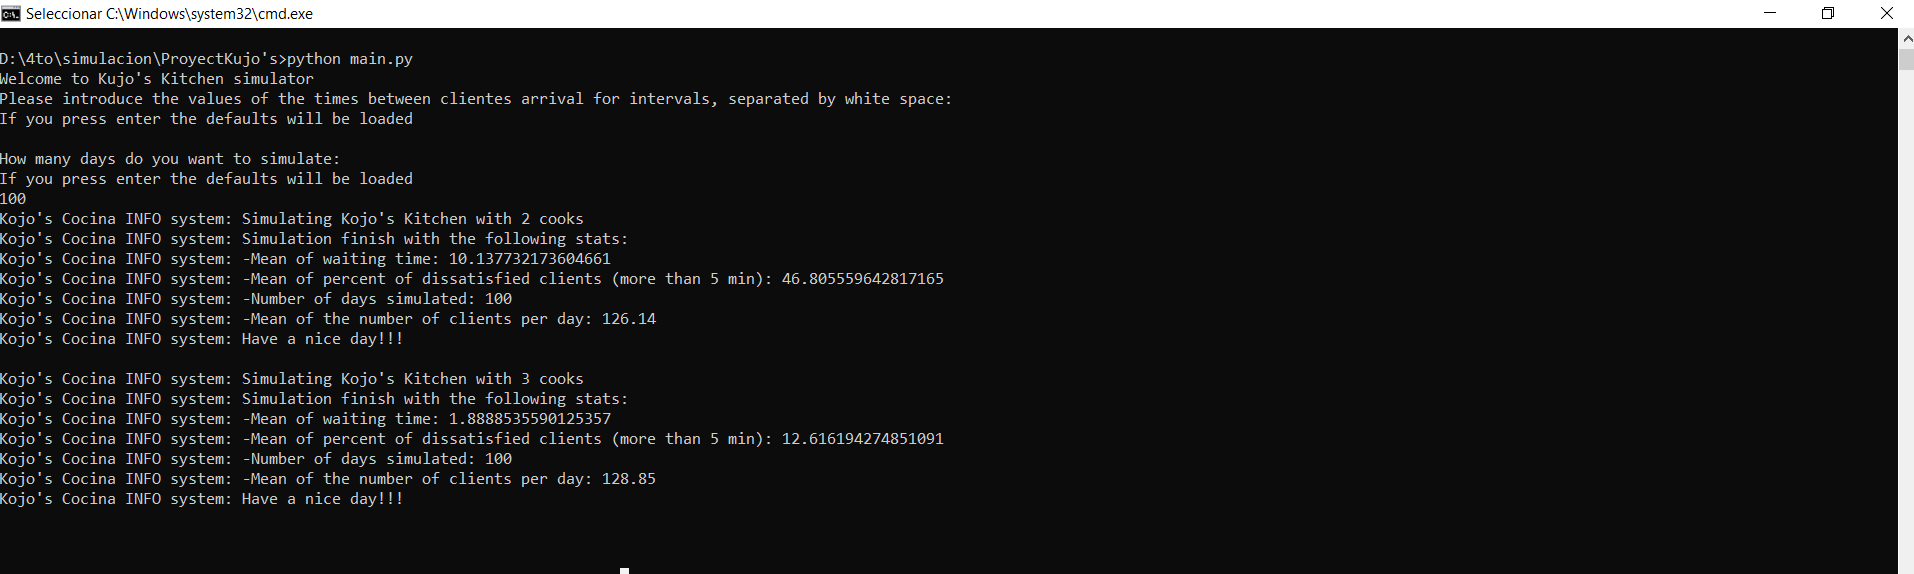 Seleccionar C:\Windows\system32\cmd.exe
D:\4to\simulacion\ProyectKujo's>python main.py
Welcome to Kujo's Kitchen simulator
Please introduce the values of the times between clientes arrival for intervals, separated by white space:
If you press enter the defaults will be loaded
How many days do you want to simulate:
If you press enter the defaults will be loaded
100
Kojo's Cocina INFO system: Simulating Kojo's Kitchen with 2 cooks
Kojo's Cocina INFO system: Simulation finish with the following stats:
Kojo's Cocina INFO system: -Mean of waiting time: 10.137732173604661
Kojo's Cocina INFO system: -Mean of percent of dissatisfied clients (more than 5 min): 46.805559642817165
Kojo's Cocina INFO system: -Number of days simulated: 100
Kojo's Cocina INFO system: -Mean of the number of clients per day: 126.14
Kojo's Cocina INFO system: Have a nice day!!!
Kojo's Cocina INFO system: Simulating Kojo's Kitchen with 3 cooks
Kojo's Cocina INFO system: Simulation finish with the following stats:
Kojo's Cocina INFO system: -Mean of waiting time: 1.8888535590125357
Kojo's Cocina INFO system: -Mean of percent of dissatisfied clients (more than 5 min): 12.616194274851091
Kojo's Cocina INFO system: -Number of days simulated: 100
Kojo's Cocina INFO system: -Mean of the number of clients per day: 128.85
Kojo's Cocina INFO system: Have a nice day!!!